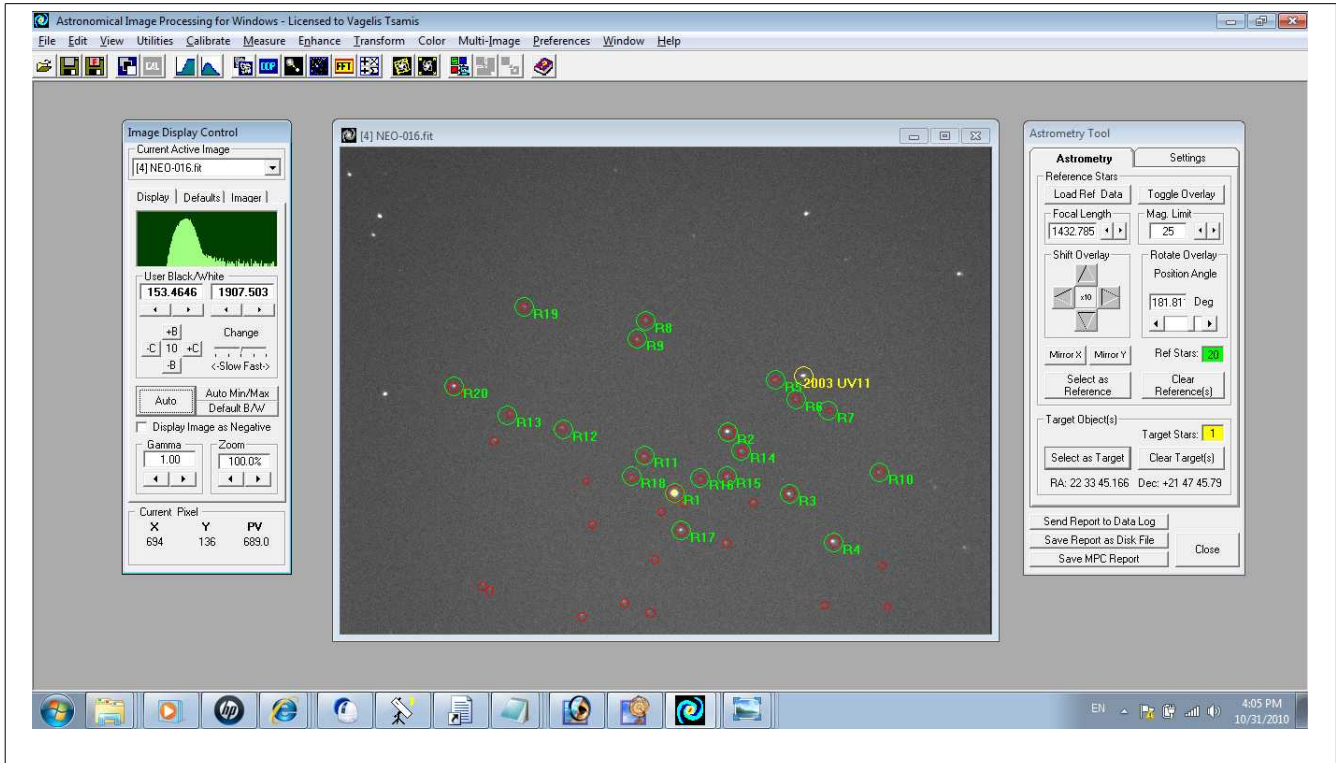 Astronomical Image Processing for Windows - Licensed to Vagelis Tsamis
File Edit View Utilities Calibrate Measure Enhance Transform Color Multi-Image Preferences Window Help
CAL DDP FFT
Image Display Control
Current Active Image
[4] NEO-016.fit
Display Defaults Imager
User Black/White
153.4646 1907.503
+B
-C 10 +C
-B
Change
<-Slow Fast->
Auto
Auto Min/Max
Default B/W
Display Image as Negative
Gamma Zoom
1.00 100.0%
Current Pixel
X Y PV
694 136 689.0
[4] NEO-016.fit
R19
R8
R9
R5
2003 UV11
R20
R6
R7
R13
R12
R2
R14
R11
R18
R16
R15
R10
R1
R3
R17
R4
Astrometry Tool
Astrometry Settings
Reference Stars
Load Ref Data Toggle Overlay
Focal Length Mag. Limit
1432.785 25
Shift Overlay Rotate Overlay
Position Angle
x10
181.81 Deg
Mirror X Mirror Y Ref Stars: 20
Select as Reference
Clear Reference(s)
Target Object(s)
Target Stars: 1
Select as Target Clear Target(s)
RA: 22 33 45.166 Dec: +21 47 45.79
Send Report to Data Log
Save Report as Disk File
Save MPC Report
Close
hp
EN
4:05 PM
10/31/2010